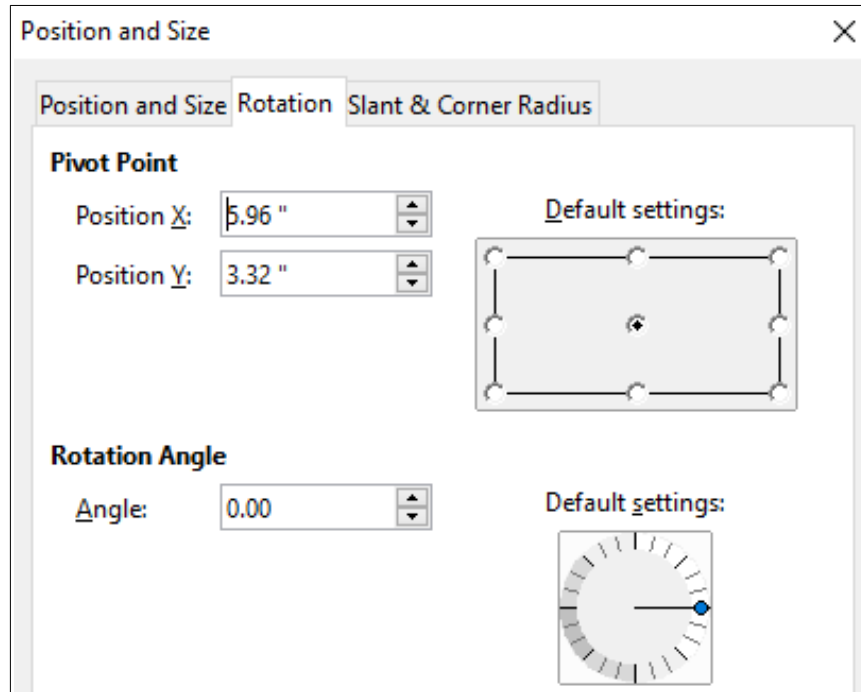 Position and Size
Position and Size Rotation Slant & Corner Radius
Pivot Point
Position X: 5.96 "
Default settings:
Position Y: 3.32 "
Rotation Angle
Angle: 0.00
Default settings: